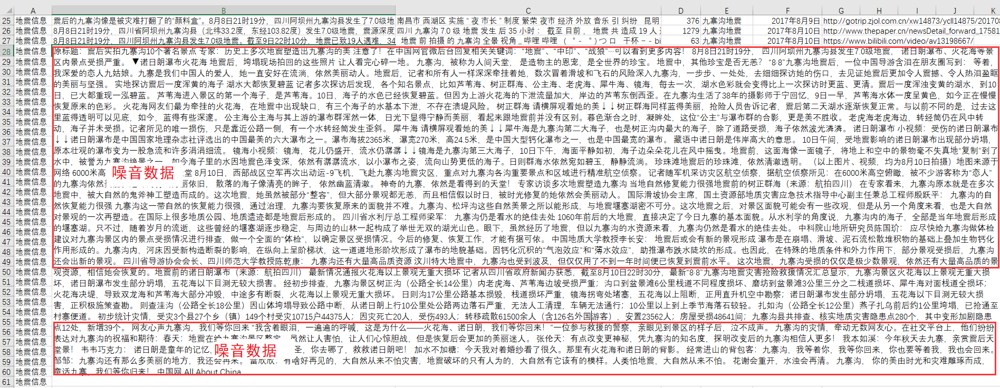 A B C D E F G H I J K
25 地震信息 震后的九寨沟像是被灾难打翻了的“颜料盒”。8月8日21时19分，四川阿坝州九寨沟县发生了7.0级地 南昌市 西湖区 实施 “ 夜 市长 ” 制度 繁荣 夜市 经济 外放 音乐 引 纠纷 昆明 376 九寨沟地震 2017年8月9日 http://gotrip.zjol.com.cn/xw14873/ycll14875/20170
26 地震信息 8月8日21时19分，四川省阿坝州九寨沟县（北纬33.2度，东经103.82度）发生7.0级地震，震源深度 四川 九寨沟 7.0 级 地震 发生 后 35 小时 ： 截至 目前 ， 地震 共 造成 19 人 1279 九寨沟地震 2017年8月10日 http://www.thepaper.cn/newsDetail_forward_17581
27 地震信息 8月8日21时19分，四川阿坝州九寨沟县发生7.0级地震。截至9日22时10分，地震已致19人遇难，34 地震 前 拍摄 的 九寨沟 全景 视角 _ 哔哩 哔哩 （ ゜- ゜)つ ロ 干杯 - - bi 63 九寨沟地震 2017年8月10日 https://www.bilibili.com/video/av13198667/
28 地震信息 原标题：震后实拍九寨沟10个著名景点 专家：历史上多次地震塑造出九寨沟的美 注意了！在中国网官微后台回复相关关键词：“地震”、“中印”、“战狼”···可以看到更多内容！ 8月8日21时19分，四川阿坝州九寨沟县发生7.0级地震，诺日朗瀑布、火花海等景
29 地震信息 区内景点受损严重。 ▼诺日朗瀑布火花海 地震后，垮塌现场拍回的这些照片 让人看完心碎一地。 九寨沟，被称为人间天堂，是造物主的恩宠，是全世界的珍宝。 地震中，其他珍宝是否无恙？ “8·8”九寨沟地震后，一位中国导游含泪在朋友圈写到： 等着，
30 地震信息 我深爱的恋人九姑娘。九寨是我们中国人的爱人，她一直安好在流淌，依然美丽动人。地震后，记者和所有人一样深深牵挂着她，数次冒着滑坡和飞石的风险深入九寨沟，一步步、一处处，去细细探访她的伤口，去见证她震后更加令人震撼、令人热泪盈眶
31 地震信息 的美丽与坚强。 实地探访震后一度浑黄的海子 湖水大都恢复碧蓝 记者多次探访后发现，各个知名景点，比如芦苇海、树正群海、公主海、老虎海、犀牛海、镜海，每去一次，湖水色彩就会变得比上一次探访时更蓝、更清。震后一度浑浊变黄的湖水，到10
32 地震信息 日，已大都重现一泓碧蓝。 芦苇海进入景区的第一个海子，是芦苇海。10日，海子的水色已经恢复碧蓝。但因为上游火花海的下泄流量加大，岸边的芦苇东倒西歪。在九寨沟生活了38年的摄影师于宁回忆，9日一早，芦苇海水体一度呈黄色，如今正在慢慢
33 地震信息 恢复原来的色彩。 火花海网友们最为牵挂的火花海，在地震中出现缺口，有三个海子的水基本下泄，不存在溃堤风险。 树正群海 请横屏观看她的美↓↓树正群海同样蓝得美丽，抢险人员告诉记者，震后第二天湖水逐渐恢复正常。与以前不同的是，过去这
34 地震信息 里蓝得透明可以见底，如今，蓝得有些深邃。 公主海公主海与其上游的瀑布群浑然一体，日光下显得宁静而美丽，看起来跟地震前并没有区别。暮色渐合之时，凝眸处，这位“公主”与瀑布群的合影，更是美不胜收。 老虎海老虎海边，转经筒仍在风中转
35 地震信息 动，海子并未受损。记者所见的唯一损伤，只是靠近公路一侧，有一个水转经筒发生歪斜。 犀牛海 请横屏观看她的美↓↓犀牛海是九寨沟第二大海子，也是树正沟内最大的海子，除了道路受损，海子依然波光潾潾。 诺日朗瀑布 小视频：受伤的诺日朗瀑布
36 地震信息 ↓↓诺日朗瀑布是中国国家地理杂志社评选出的中国最美的六大瀑布之一。瀑布海拔2365米，瀑宽270米，高24.5米，是中国大型钙化瀑布之一，也是中国最宽的瀑布。 藏语中诺日朗是伟岸高大的意思。 10日午间，受地震影响的诺日朗瀑布出现部分坍塌，
37 地震信息 原本壮观的瀑布变为一股急流和许多涓涓细流。 镜海小视频：镜海，花儿仍盛开，流水仍潺潺↓↓镜海是九寨沟第三大海子，10日下午，海面平静如初，海子边朵朵花儿在风中摇曳。地震前，这面海像一面镜子，将地上和空中的景物毫不失真地“复制”到了
38 地震信息 水中，被誉为九寨沟绝景之一，如今海子里的水因地震色泽变深，依然有潺潺流水，以小瀑布之姿，流向山势更低的海子。日则群海水依然宛如碧玉，静静流淌。 珍珠滩地震后的珍珠滩，依然清澈透明。 （以上图片、视频，均为8月10日拍摄）地图来源于
39 地震信息 网络 6000米高 堂 8月10日，西部战区空军再次出动运-9飞机，飞赴九寨沟地震灾区，重点对九寨沟各沟重要景点和区域进行精准航空侦察。 记者随军机采访灾区航空侦察，据航空侦察所见：在6000米高空俯瞰，被不少游客称为“恋人”
噪音数据
40 地震信息 的九寨沟依然 丽依旧， 散落的海子像清亮的眸子，依然幽蓝清澈。 神奇的九寨，依然是看得到的天堂！ 专家访谈多次地震塑造九寨沟 当地自然修复能力很强地震前的树正群海（来源：航拍四川） 在专家看来，九寨沟原本就是在多次
41 地震信息 地震中，被大自然的鬼斧神工塑造而成的。这次地震，她虽然被部分“整容”，但大部分景观都无恙，而且相信假以时日，被时光修复的她依然会美丽动人。 国际滑坡协会主席，国土资源部地质灾害应急技术指导中心副主任兼总工程师殷跃平： 九寨沟的自
42 地震信息 然恢复能力很强 九寨沟这一带自然的恢复能力很强，通过治理，九寨沟要恢复原来的面貌并不难。九寨沟、松坪沟这些自然美景之所以能形成，与地震堰塞湖密不可分。这次地震之后，对景区面貌可能会有一些改观，但是从另一个角度来看，也是大自然
43 地震信息 对景观的一次再塑造。在国际上很多地质公园、地质遗迹都是地震后形成的。 四川省水利厅总工程师梁军： 九寨沟仍是看水的绝佳去处 1060年前后的大地震，直接决定了今日九寨的基本面貌。从水利学的角度说，九寨沟内的海子，全部是当年地震后形成
44 地震信息 的堰塞湖。只不过，随着岁月的流逝，这些曾经的堰塞湖逐步稳定，与周边的山林一起构成了举世无双的湖光山色。眼下，虽然经历了地震，但以九寨沟的水资源来看，九寨沟仍然是看水的绝佳去处。 中科院山地所研究员陈国玠： 应尽快给九寨沟做体检
45 地震信息 建议对九寨沟景区内的景点受损情况进行排查，做一个全面的“体检”，以确定景区受损情况。今后的修复、恢复工作，才能有据可依。 中国地质大学教授李长安： 地震后或会有新的景观形成 瀑布是在崩塌、滑坡、泥石流松散堆积物的基础上叠加生物钙化
46 地震信息 作用形成的。九寨沟内，河床因受新构造断裂的影响，在纵向上呈阶梯状，这一道道地形阶坎形成了瀑布的地貌基础。因钙化沉积的“气泡效应”和“薄水效应”，助推瀑布跌水陡坎的形成。也因此，在特殊的地质条件和外力作用下，部分景观受损后，九寨沟
47 地震信息 还会出新的景观。 四川省导游协会会长、四川师范大学教授陈乾康： 九寨沟还有大量高品质资源 汶川特大地震中，九寨沟也受到波及，但仅仅用了不到一年时间便已恢复到震前水平。 这次地震，九寨沟受损的仅仅是极少数景观，依然还有大量高品质的景
48 地震信息 观资源，相信她会恢复的。地震前的诺日朗瀑布（来源：航拍四川） 最新情况通报火花海以上景观无重大损坏 记者从四川省政府新闻办获悉，截至8月10日22时30分，最新“8·8”九寨沟地震灾害抢险救援情况汇总显示，九寨沟景区火花海以上景观无重大损
49 地震信息 坏，诺日朗瀑布发生部分坍塌，五花海以下目测无较大损害。 经初步排查，九寨沟景区树正沟（公路全长14公里）内老虎海、芦苇海边坡受损严重；沟口到盆景滩6公里栈道不同程度损坏、磨坊到盆景滩3公里三分之二栈道损坏、犀牛海对面栈道全损坏；
50 地震信息 火花海决堤，导致双龙海和芦苇海大部分冲毁，中途多有断裂，火花海以上景观无重大损坏。 日则沟17公里公路基本损毁，栈道损坏严重，镜海拐弯处堵塞，五花海以上阻断，正用直升机空中勘察；诺日朗瀑布发生部分坍塌，五花海以下目测无较大损
51 地震信息 害，正积极施策查勘。 则查洼沟（公路全长18公里）因山体垮塌导致公路中断，从诺日朗上行10公里处公路两边落石严重，无法人工清理，车辆无法通行；10公里以上到上季节海落石较轻。 扎如沟（公路全长12公里）燕子扎乌前后约1公里垮塌，已抢通至
52 地震信息 村寨便道。 初步统计灾情，受灾3个县27个乡（镇）149个村受灾10715户44375人；因灾死亡20人，受伤493人；转移疏散61500余人（含126名外国游客），安置23562人；房屋受损48641间；九寨沟县共排查、核实地质灾害隐患点280个，其中变形加剧隐患
53 地震信息 点12处，新增39个。 网友心声九寨沟，我们等你回来 “我含着眼泪，一遍遍的呼喊，这是为什么——火花海、诺日朗，我们等你回来！”一位参与救援的警察，亲眼见到景区的样子后，泣不成声。 九寨沟的灾情，牵动无数网友心。在社交平台上，他们纷纷
54 地震信息 表达对九寨沟的祝福和期待：春天：地震在给九寨沟景区整容，虽然让人害怕，让人们心惊胆战，但是恢复后会更加的美丽迷人。 张伦天：有点改变更神秘，凭九寨沟的知名度，探明改变后的九寨沟相信人更多！ 我本如溪：今年秋天去九寨，亲赏震后天
55 地震信息 堂景！ 韦韦巧克力： 诺日朗是童年的记忆， 圣，你去哪了，救救诺日朗吧！ 加水不加糖：今天我对着婚纱看了很久。那里有火花海和诺日朗的背影。 经常进山的背包客：九寨沟，我等着你，我等你回来，你也要等着我，我也会回来。
噪音数据
56 地震信息 邹邹：九寨沟还有那么多美丽的地方，我还会再来。 雷欣欣：有啥好再见的，大自然从来不怕灾害，地震破坏的只有人为的，大自然有它该有的模样。人类怕地震，大自然从来不怕。 花谢会重开，水浊会再清。 九寨沟， 你的美由时光和灾难雕琢而成，
57 地震信息 童话九寨，我们等你归来！ 中国网 All About China
58 地震信息
59 地震信息
60 地震信息
61 地震信息